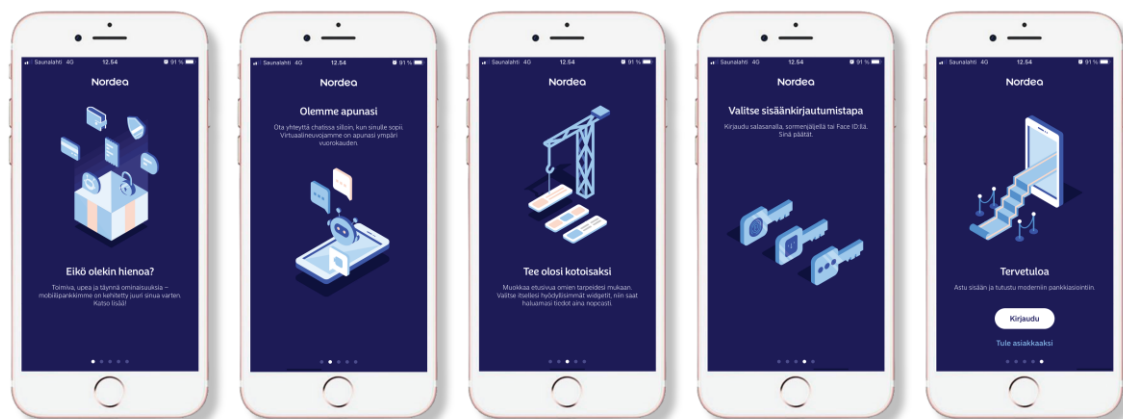 Saunalahti 4G 12.54 91 %
Nordea
Eikö olekin hienoa?
Toimiva, upea ja täynnä ominaisuuksia –
mobiilipankkimme on kehitetty juuri sinua varten.
Katso lisää!
Saunalahti 4G 12.54 91 %
Nordea
Olemme apunasi
Ota yhteyttä chatissa silloin, kun sinulle sopii.
Virtuaalineuvojamme on apunasi ympäri
vuorokauden.
Saunalahti 4G 12.54 91 %
Nordea
Tee olosi kotoisaksi
Muokkaa etusivua omien tarpeidesi mukaan.
Valitse itsellesi hyödyllisimmät widgetit, niin saat
haluamasi tiedot aina nopeasti.
Saunalahti 4G 12.54 91 %
Nordea
Valitse sisäänkirjautumistapa
Kirjaudu salasanalla, sormenjäljellä tai Face ID:llä.
Sinä päätät.
Saunalahti 4G 12.54 91 %
Nordea
Tervetuloa
Astu sisään ja tutustu moderniin pankkiasiointiin.
Kirjaudu
Tule asiakkaaksi